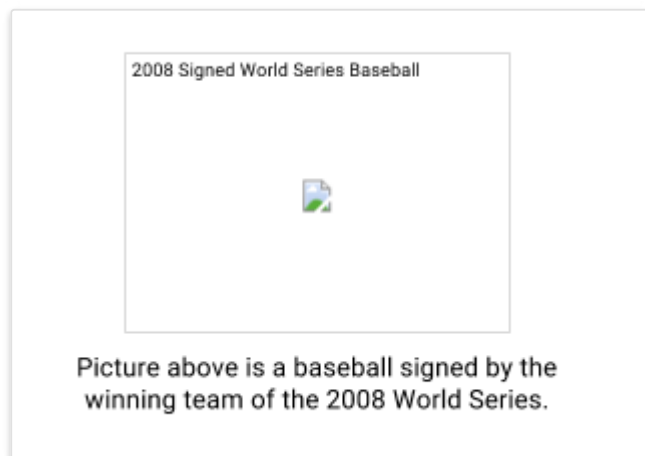 2008 Signed World Series Baseball
Picture above is a baseball signed by the
winning team of the 2008 World Series.